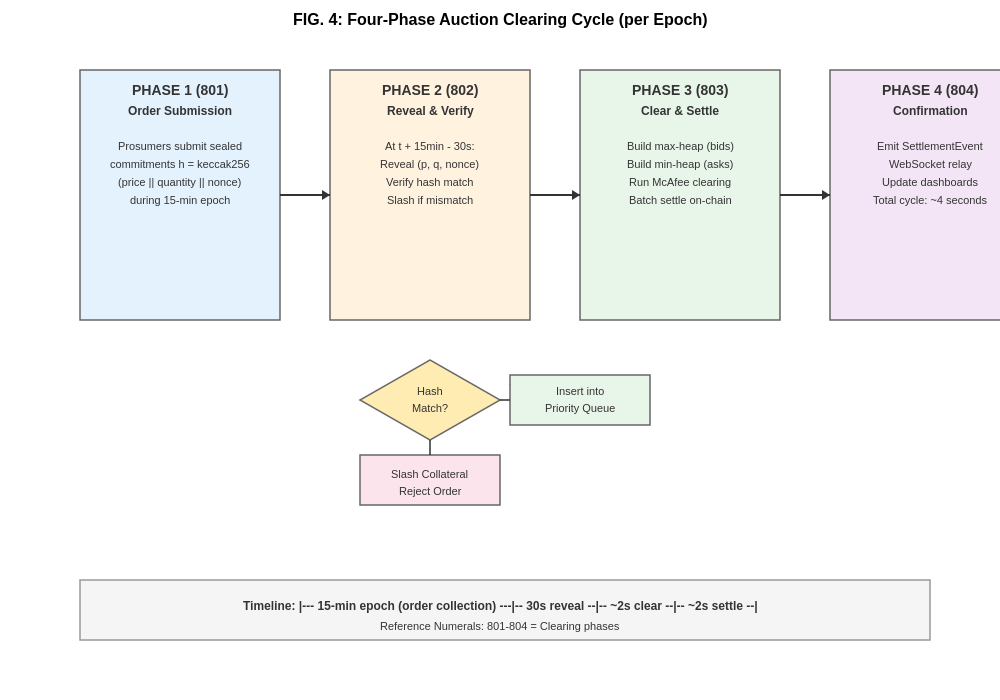 FIG. 4: Four-Phase Auction Clearing Cycle (per Epoch)
PHASE 1 (801)
Order Submission
Prosumers submit sealed
commitments h = keccak256
(price || quantity || nonce)
during 15-min epoch
PHASE 2 (802)
Reveal & Verify
At t + 15min - 30s:
Reveal (p, q, nonce)
Verify hash match
Slash if mismatch
PHASE 3 (803)
Clear & Settle
Build max-heap (bids)
Build min-heap (asks)
Run McAfee clearing
Batch settle on-chain
PHASE 4 (804)
Confirmation
Emit SettlementEvent
WebSocket relay
Update dashboards
Total cycle: ~4 seconds
Hash
Match?
Insert into
Priority Queue
Slash Collateral
Reject Order
Timeline: |--- 15-min epoch (order collection) ---|-- 30s reveal --|-- ~2s clear --|-- ~2s settle --|
Reference Numerals: 801-804 = Clearing phases